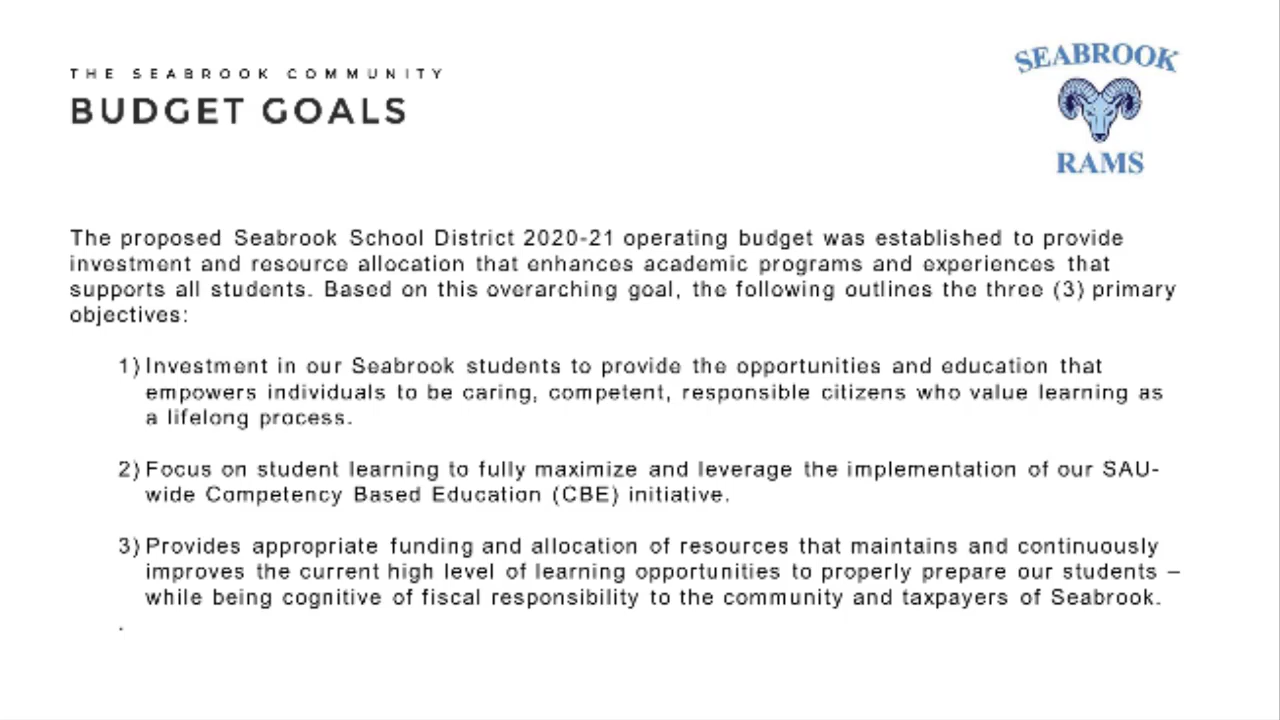 THE SEABROOK COMMUNITY
BUDGET GOALS
SEABROOK
RAMS
The proposed Seabrook School District 2020-21 operating budget was established to provide
investment and resource allocation that enhances academic programs and experiences that
supports all students. Based on this overarching goal, the following outlines the three (3) primary
objectives:
1) Investment in our Seabrook students to provide the opportunities and education that
empowers individuals to be caring, competent, responsible citizens who value learning as
a lifelong process.
2) Focus on student learning to fully maximize and leverage the implementation of our SAU-
wide Competency Based Education (CBE) initiative.
3) Provides appropriate funding and allocation of resources that maintains and continuously
improves the current high level of learning opportunities to properly prepare our students –
while being cognitive of fiscal responsibility to the community and taxpayers of Seabrook.
.